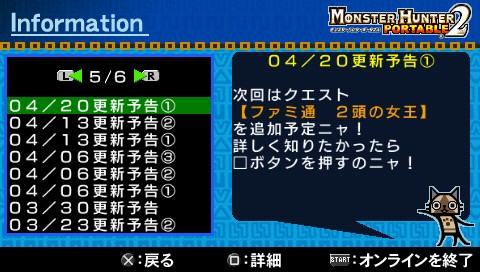 Information
MONSTER HUNTER
PORTABLE 2
L 5/6 R
04／20更新予告①
04／13更新予告②
04／13更新予告①
04／06更新予告③
04／06更新予告②
04／06更新予告①
03／30更新予告
03／23更新予告②
04／20更新予告①
次回はクエスト
【ファミ通　２頭の女王】
を追加予定ニャ！
詳しく知りたかったら
□ボタンを押すのニャ！
×:戻る
□:詳細
START:オンラインを終了